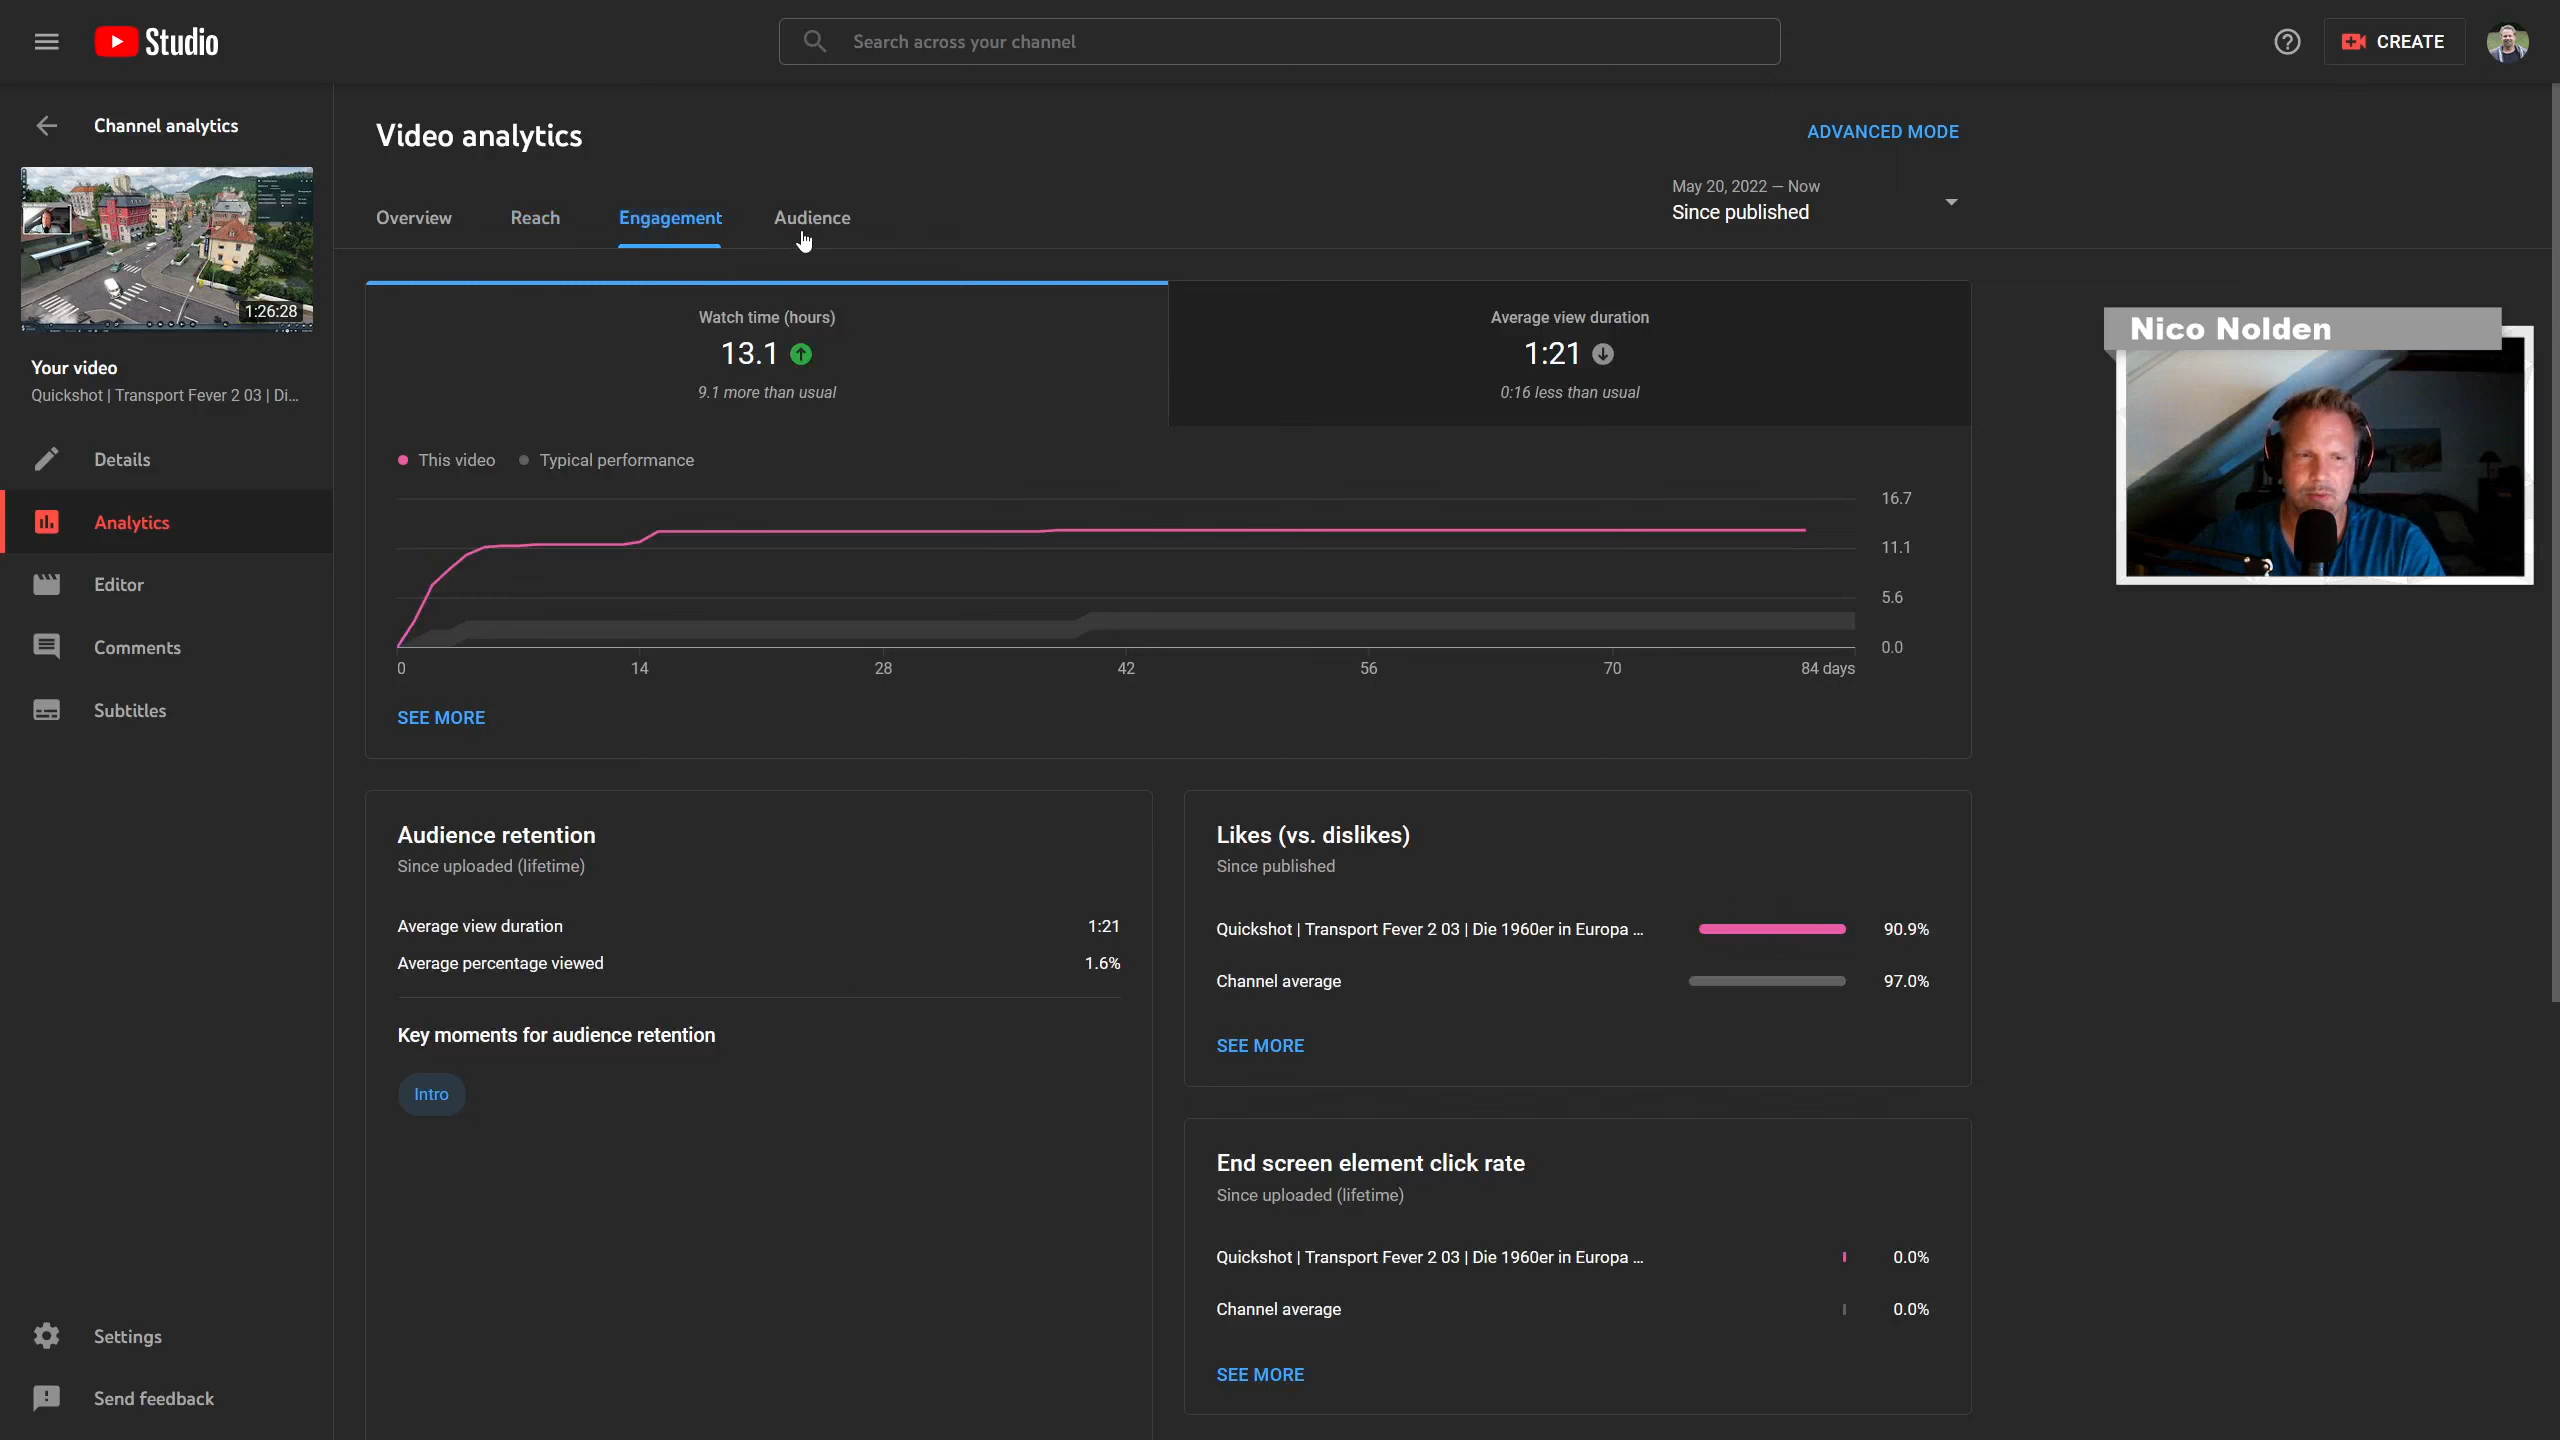 Studio
Search across your channel
CREATE
Channel analytics
1:26:28
Your video
Quickshot | Transport Fever 2 03 | Di...
Details
Analytics
Editor
Comments
Subtitles
Settings
Send feedback
Video analytics
ADVANCED MODE
Overview
Reach
Engagement
Audience
May 20, 2022 – Now
Since published
Watch time (hours)
13.1
9.1 more than usual
Average view duration
1:21
0:16 less than usual
This video
Typical performance
16.7
11.1
5.6
0.0
0
14
28
42
56
70
84 days
SEE MORE
Audience retention
Since uploaded (lifetime)
Average view duration
1:21
Average percentage viewed
1.6%
Key moments for audience retention
Intro
Likes (vs. dislikes)
Since published
Quickshot | Transport Fever 2 03 | Die 1960er in Europa ...
90.9%
Channel average
97.0%
SEE MORE
End screen element click rate
Since uploaded (lifetime)
Quickshot | Transport Fever 2 03 | Die 1960er in Europa ...
0.0%
Channel average
0.0%
SEE MORE
Nico Nolden